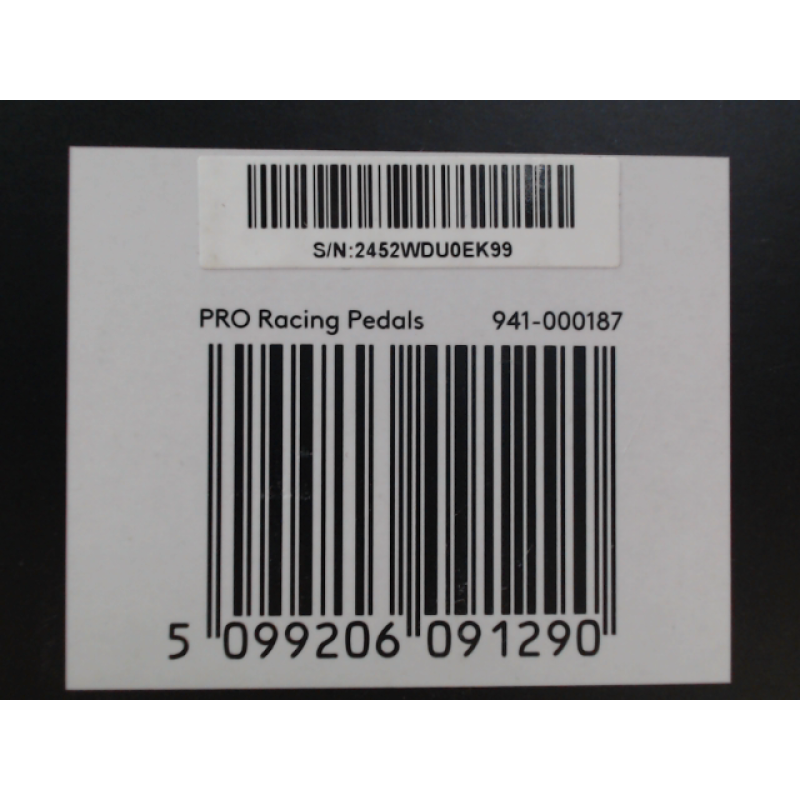 S/N:2452WDU0EK99
PRO Racing Pedals 941-000187
5 099206 091290